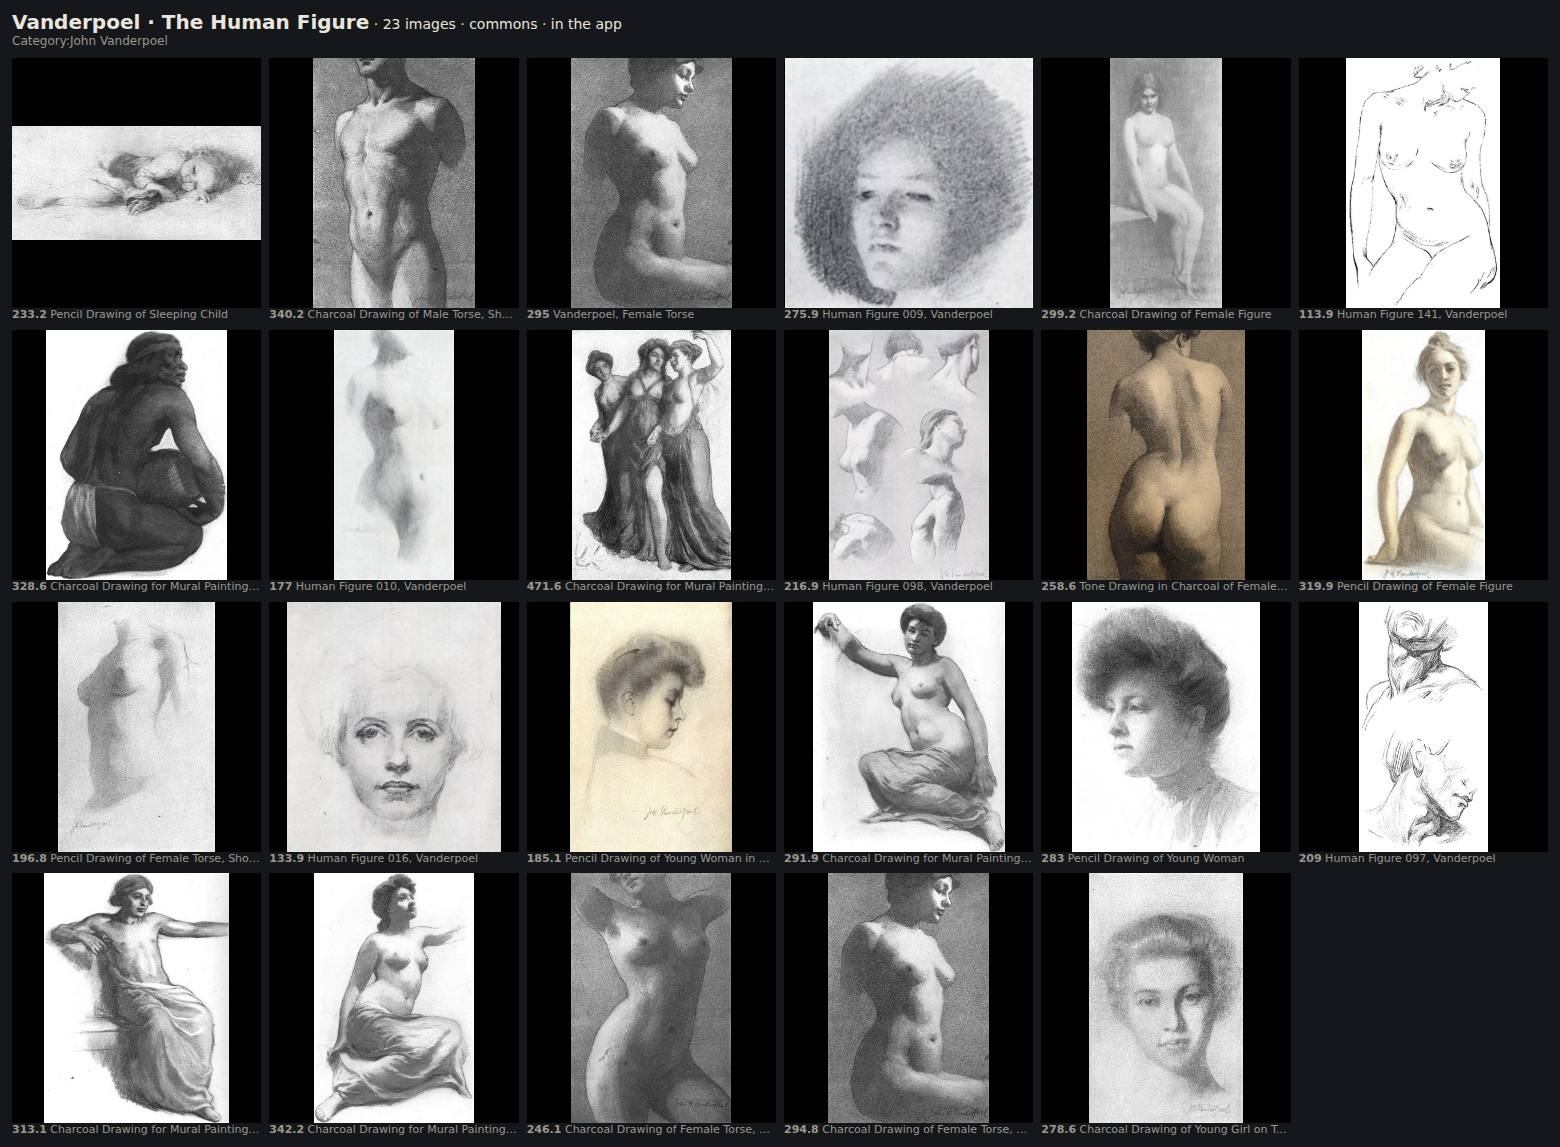 Vanderpoel · The Human Figure · 23 images · commons · in the app
Category:John Vanderpoel
233.2 Pencil Drawing of Sleeping Child
340.2 Charcoal Drawing of Male Torse, Sh...
295 Vanderpoel, Female Torse
275.9 Human Figure 009, Vanderpoel
299.2 Charcoal Drawing of Female Figure
113.9 Human Figure 141, Vanderpoel
328.6 Charcoal Drawing for Mural Painting...
177 Human Figure 010, Vanderpoel
471.6 Charcoal Drawing for Mural Painting...
216.9 Human Figure 098, Vanderpoel
258.6 Tone Drawing in Charcoal of Female...
319.9 Pencil Drawing of Female Figure
196.8 Pencil Drawing of Female Torse, Sho...
133.9 Human Figure 016, Vanderpoel
185.1 Pencil Drawing of Young Woman in ...
291.9 Charcoal Drawing for Mural Painting...
283 Pencil Drawing of Young Woman
209 Human Figure 097, Vanderpoel
313.1 Charcoal Drawing for Mural Painting...
342.2 Charcoal Drawing for Mural Painting...
246.1 Charcoal Drawing of Female Torse, ...
294.8 Charcoal Drawing of Female Torse, ...
278.6 Charcoal Drawing of Young Girl on T...